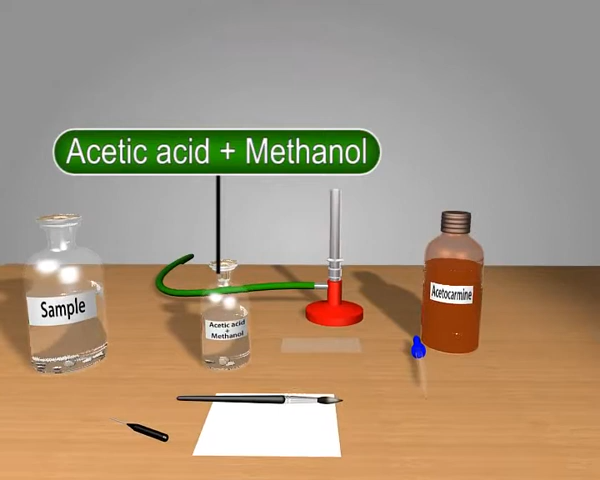 Acetic acid + Methanol
Sample
Acetic acid
+
Methanol
Acetocarmine